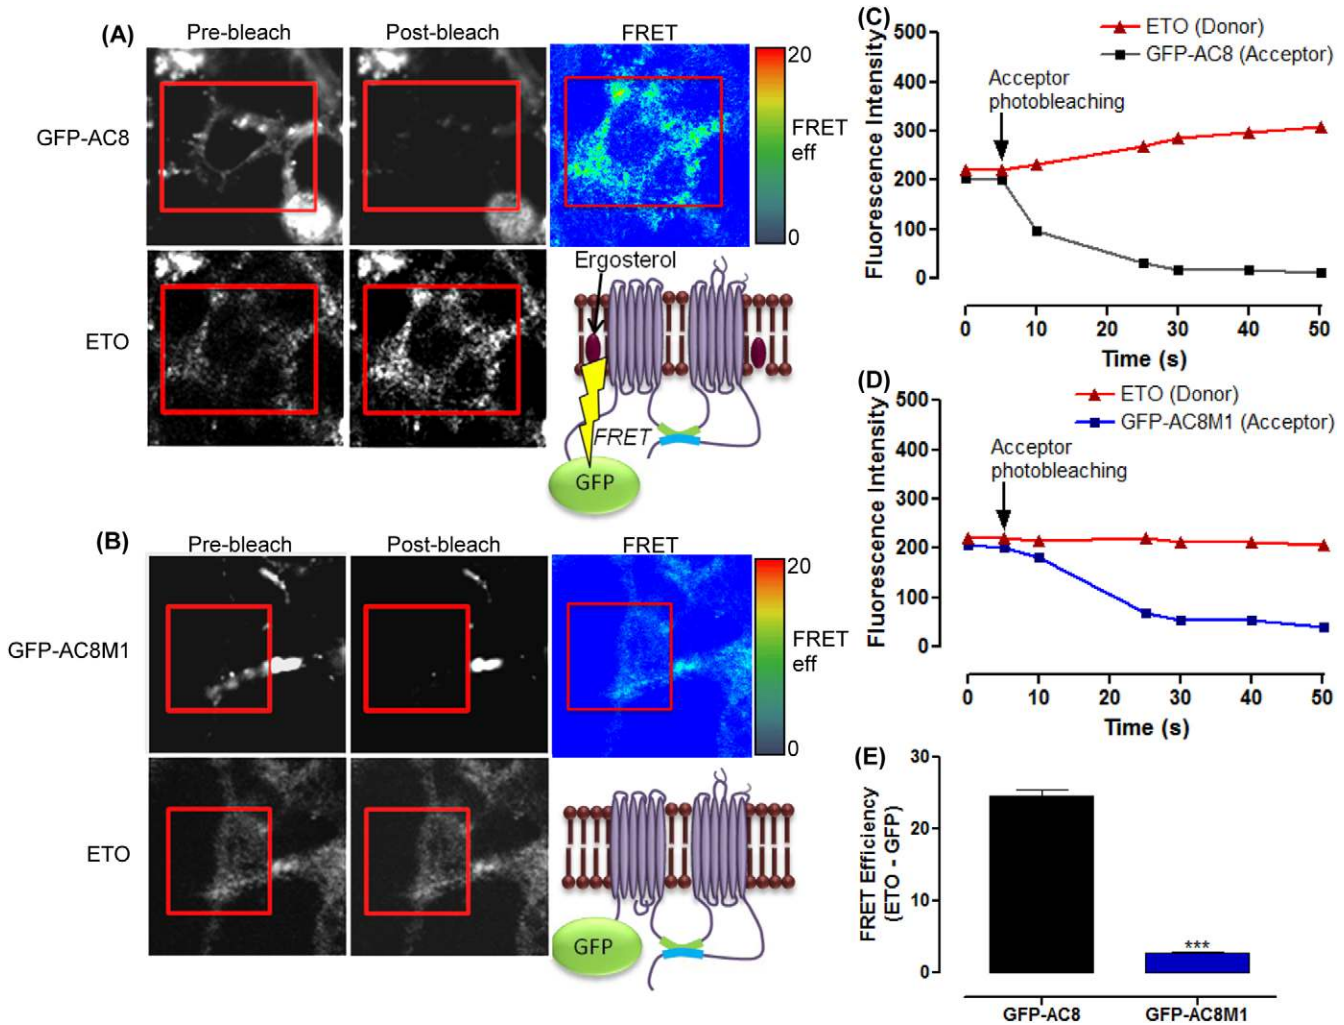 (A)
Pre-bleach
Post-bleach
FRET
GFP-AC8
20
FRET
eff
0
ETO
Ergosterol
FRET
GFP
(B)
Pre-bleach
Post-bleach
FRET
GFP-AC8M1
20
FRET
eff
0
ETO
GFP
(C)
ETO (Donor)
GFP-AC8 (Acceptor)
Acceptor
photobleaching
Fluorescence Intensity
500
400
300
200
100
0
0 10 20 30 40 50
Time (s)
(D)
ETO (Donor)
GFP-AC8M1 (Acceptor)
Acceptor
photobleaching
Fluorescence Intensity
500
400
300
200
100
0
0 10 20 30 40 50
Time (s)
(E)
FRET Efficiency
(ETO - GFP)
30
20
10
0
***
GFP-AC8 GFP-AC8M1